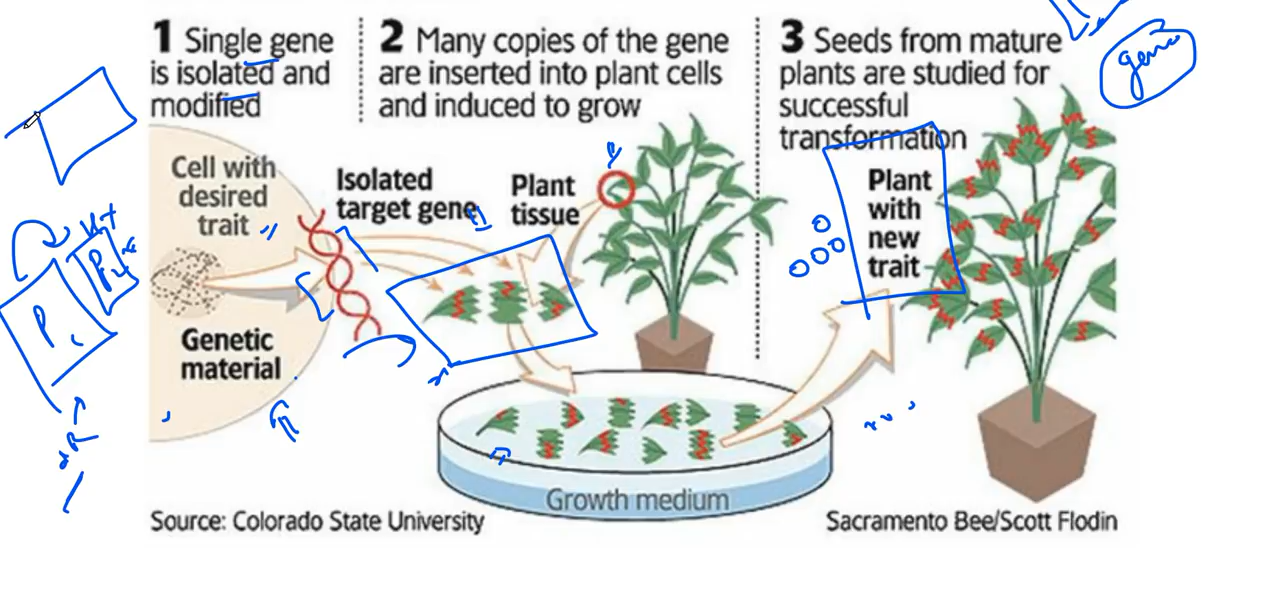 1 Single gene
is isolated and
modified
2 Many copies of the gene
are inserted into plant cells
and induced to grow
3 Seeds from mature
plants are studied for
successful
transformation
gene
Cell with
desired
trait
Isolated
target gene
Plant
tissue
Plant
with
new
trait
Genetic
material
Growth medium
Source: Colorado State University
Sacramento Bee/Scott Flodin